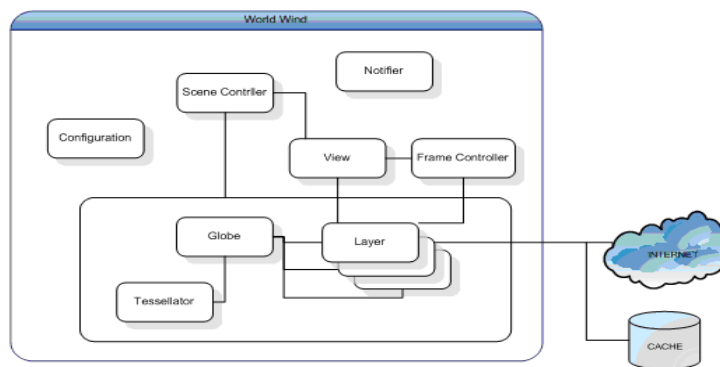 World Wind
Notifier
Scene Contrller
Configuration
View
Frame Controller
Globe
Layer
INTERNET
Tessellator
CACHE